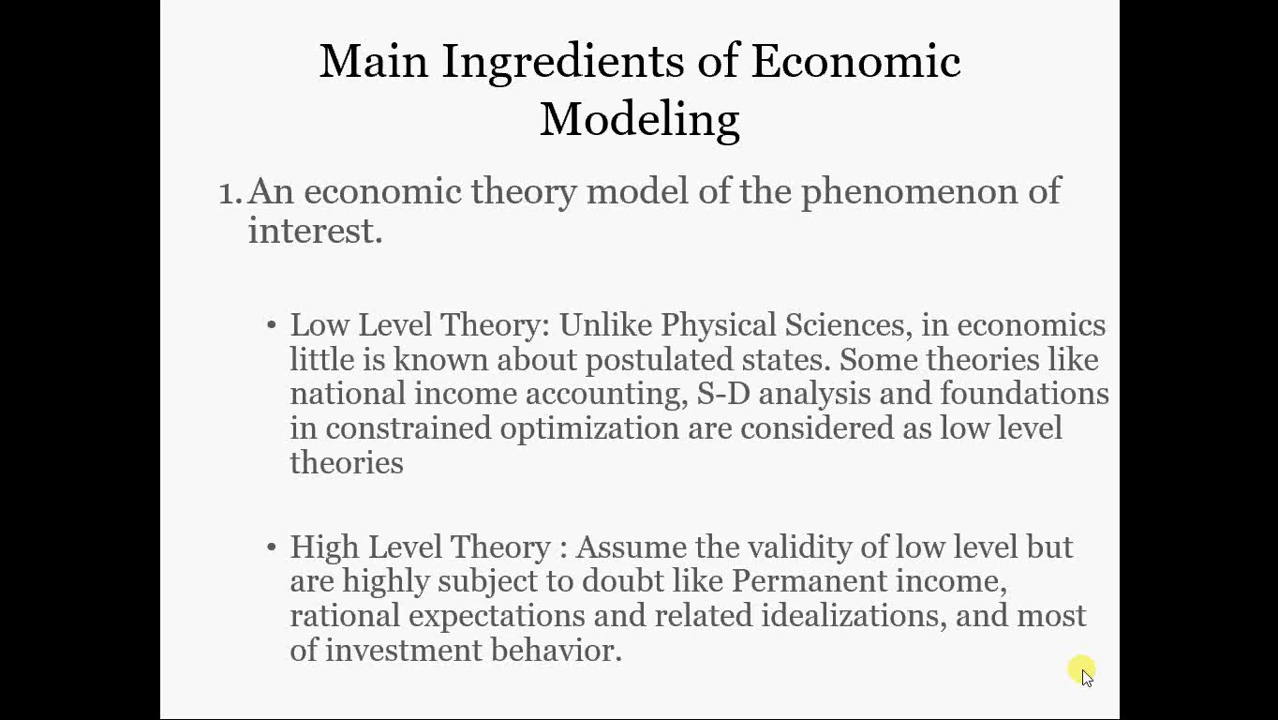 Main Ingredients of Economic
Modeling
1. An economic theory model of the phenomenon of
interest.
• Low Level Theory: Unlike Physical Sciences, in economics
little is known about postulated states. Some theories like
national income accounting, S-D analysis and foundations
in constrained optimization are considered as low level
theories
• High Level Theory : Assume the validity of low level but
are highly subject to doubt like Permanent income,
rational expectations and related idealizations, and most
of investment behavior.